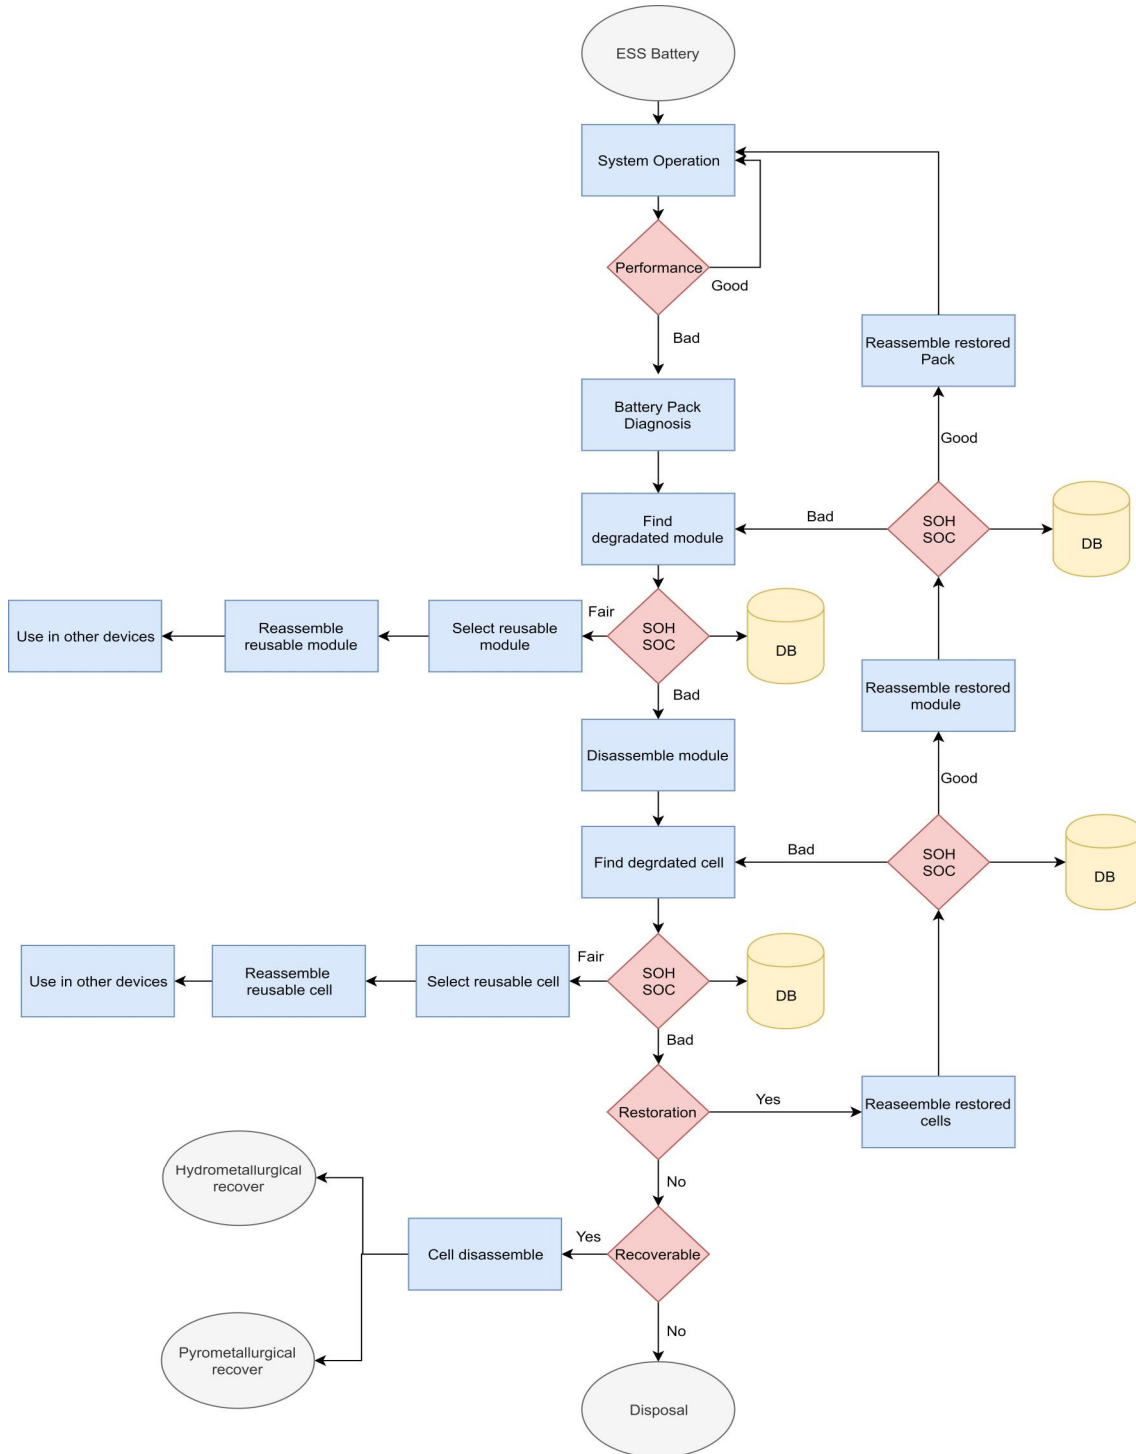 ESS Battery
System Operation
Performance
Good
Bad
Reassemble restored
Pack
Battery Pack
Diagnosis
Good
Find
degradated module
Bad
SOH
SOC
DB
Use in other devices
Reassemble
reusable module
Select reusable
module
Fair
SOH
SOC
DB
Bad
Reassemble restored
module
Disassemble module
Good
Find degrdated cell
Bad
SOH
SOC
DB
Use in other devices
Reassemble
reusable cell
Select reusable cell
Fair
SOH
SOC
DB
Bad
Restoration
Yes
Reaseemble restored
cells
Hydrometallurgical
recover
No
Cell disassemble
Yes
Recoverable
Pyrometallurgical
recover
No
Disposal